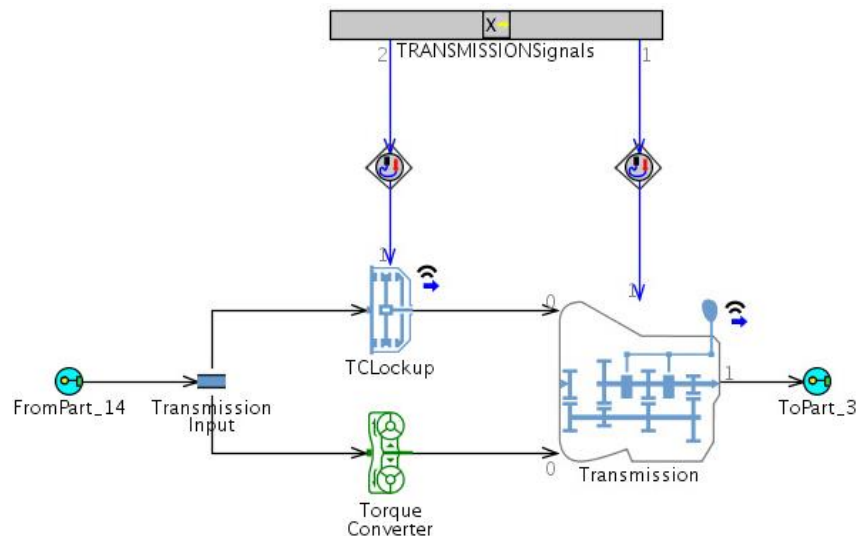 X
TRANSMISSIONSignals
2
1
1
1
0
TCLockup
FromPart_14
Transmission
Input
1
ToPart_3
0
Transmission
Torque
Converter